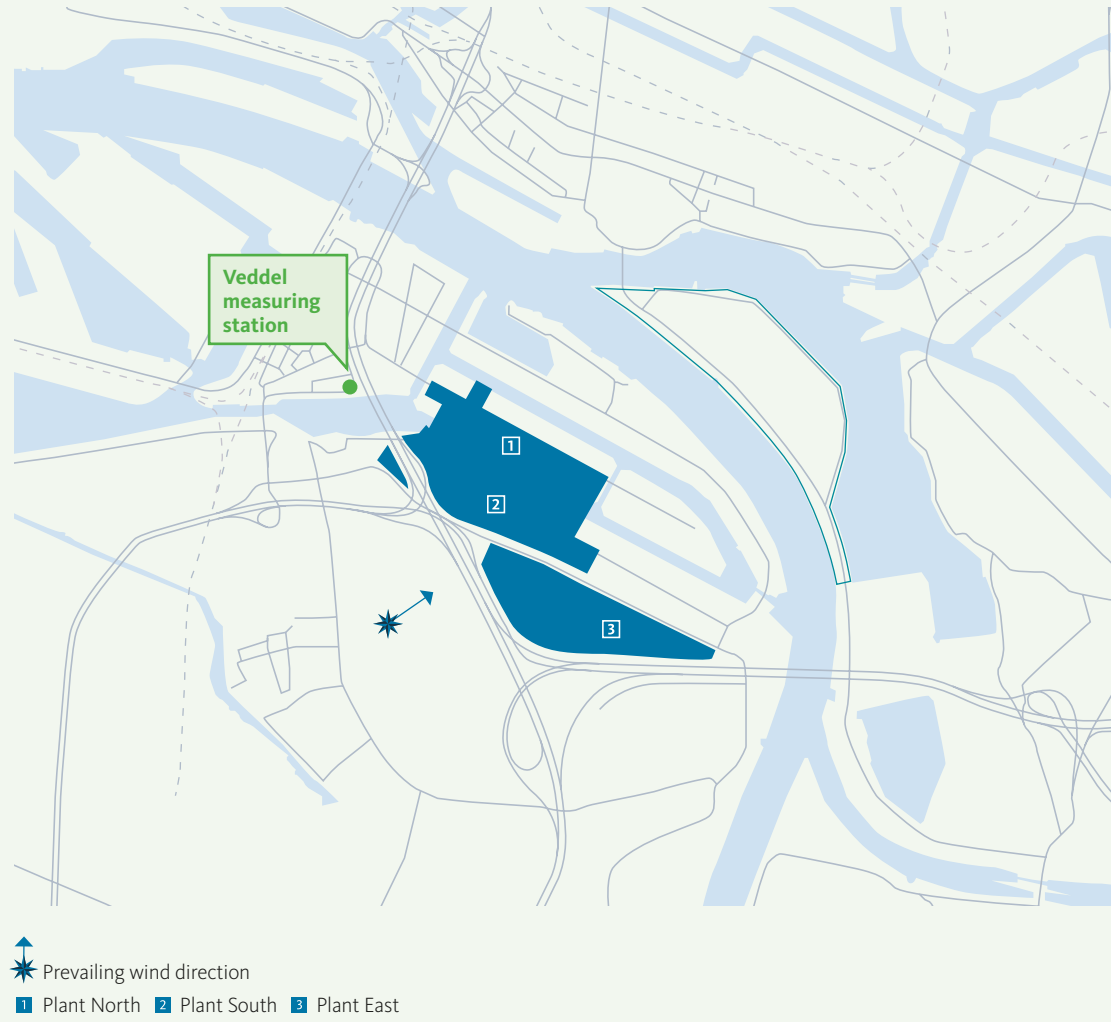 Veddel
measuring
station
1
2
3
Prevailing wind direction
1 Plant North 2 Plant South 3 Plant East